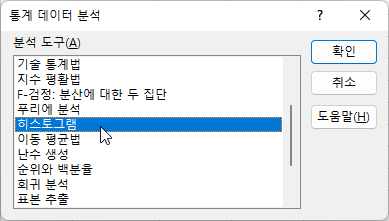 통계 데이터 분석
?
분석 도구(A)
기술 통계법
지수 평활법
F-검정: 분산에 대한 두 집단
푸리에 분석
히스토그램
이동 평균법
난수 생성
순위와 백분율
회귀 분석
표본 추출
확인
취소
도움말(H)